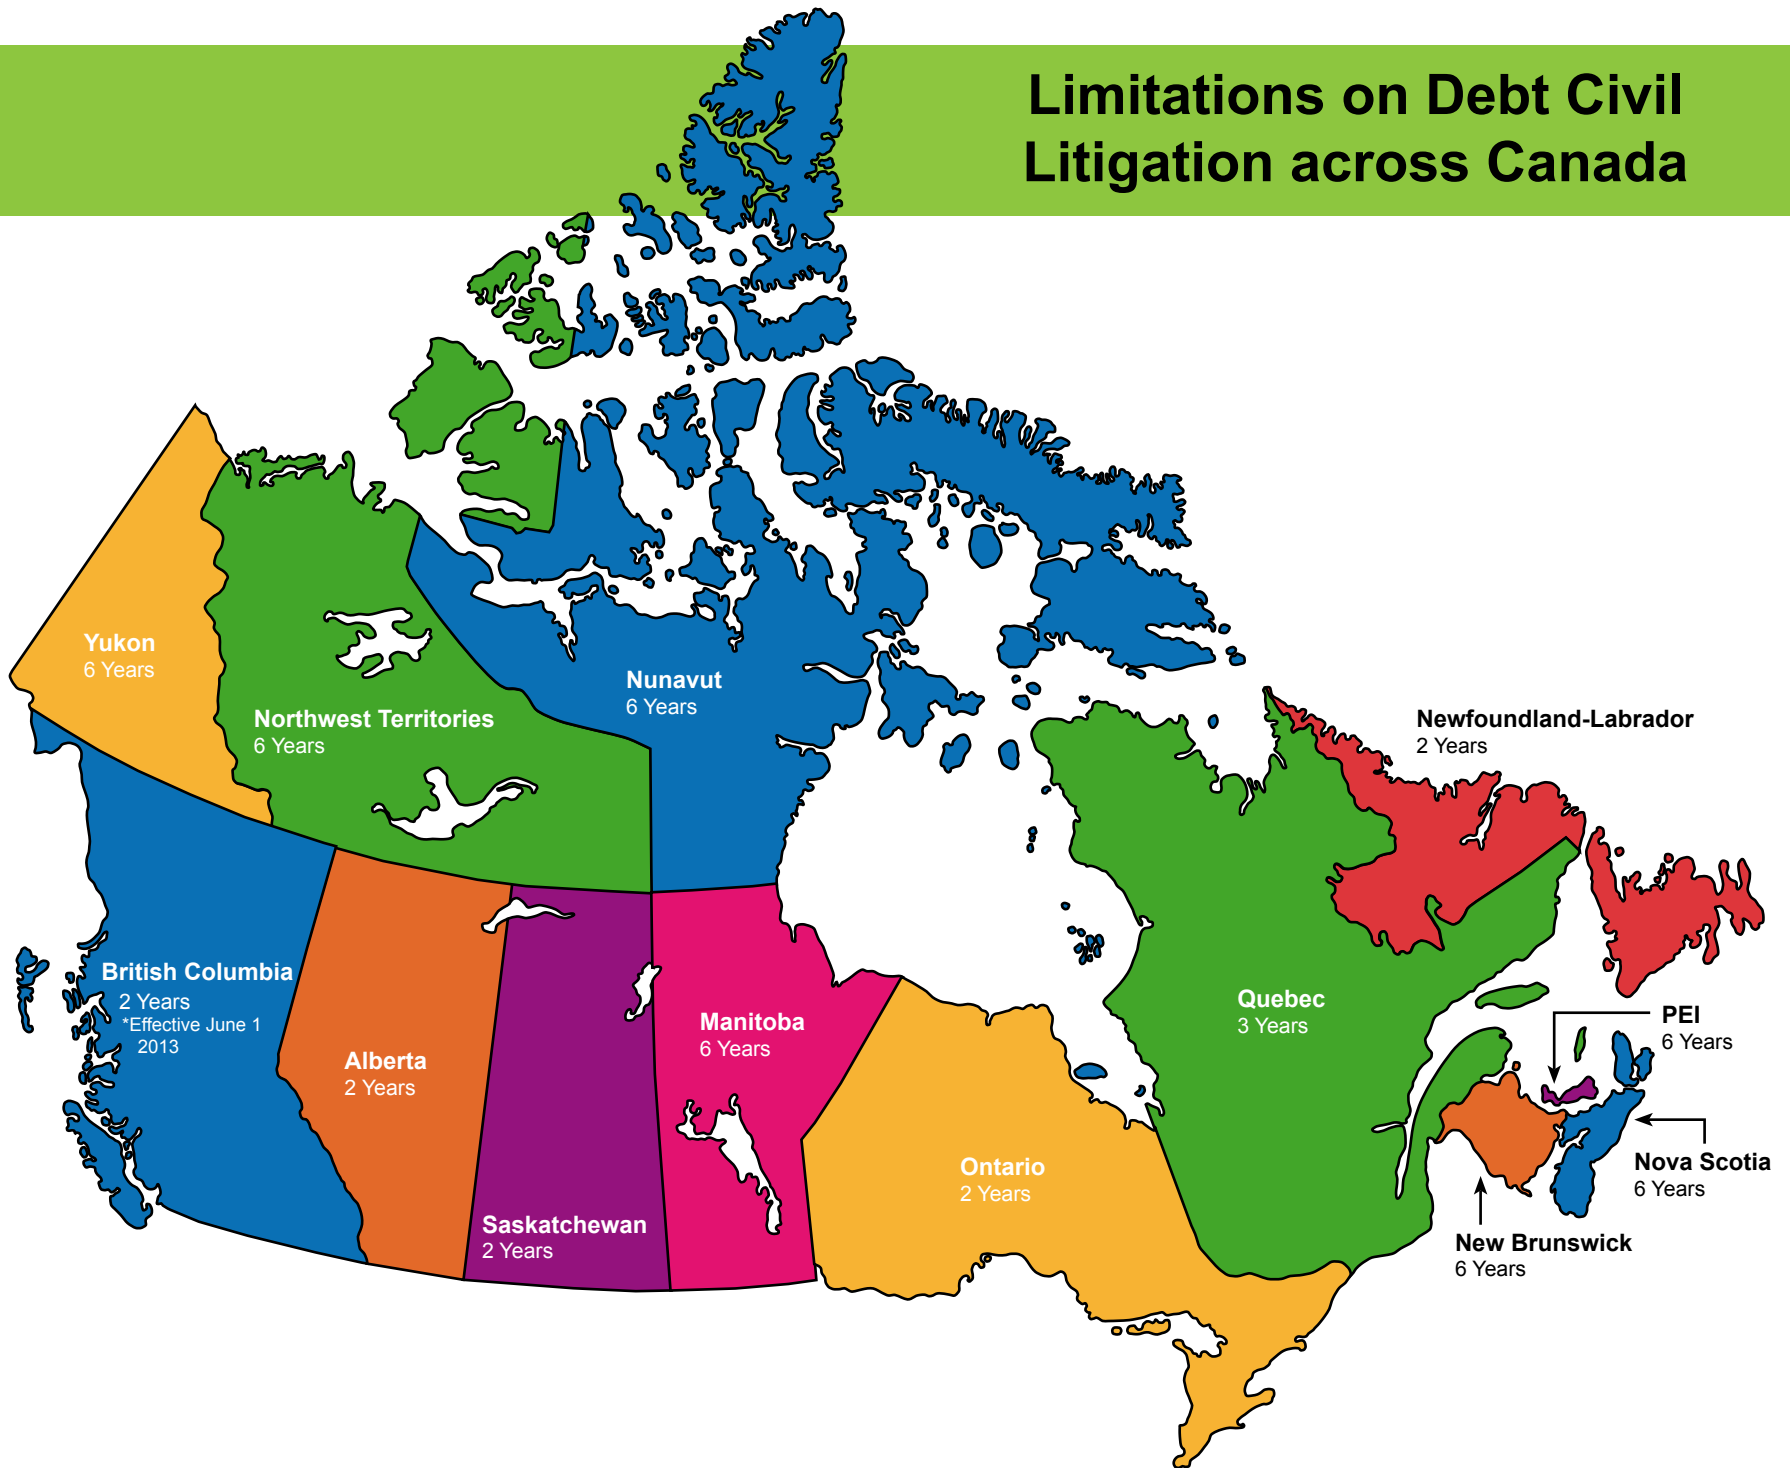 Limitations on Debt Civil
Litigation across Canada
Yukon
6 Years
Northwest Territories
6 Years
Nunavut
6 Years
Newfoundland-Labrador
2 Years
British Columbia
2 Years
*Effective June 1
2013
Alberta
2 Years
Saskatchewan
2 Years
Manitoba
6 Years
Ontario
2 Years
Quebec
3 Years
PEI
6 Years
Nova Scotia
6 Years
New Brunswick
6 Years